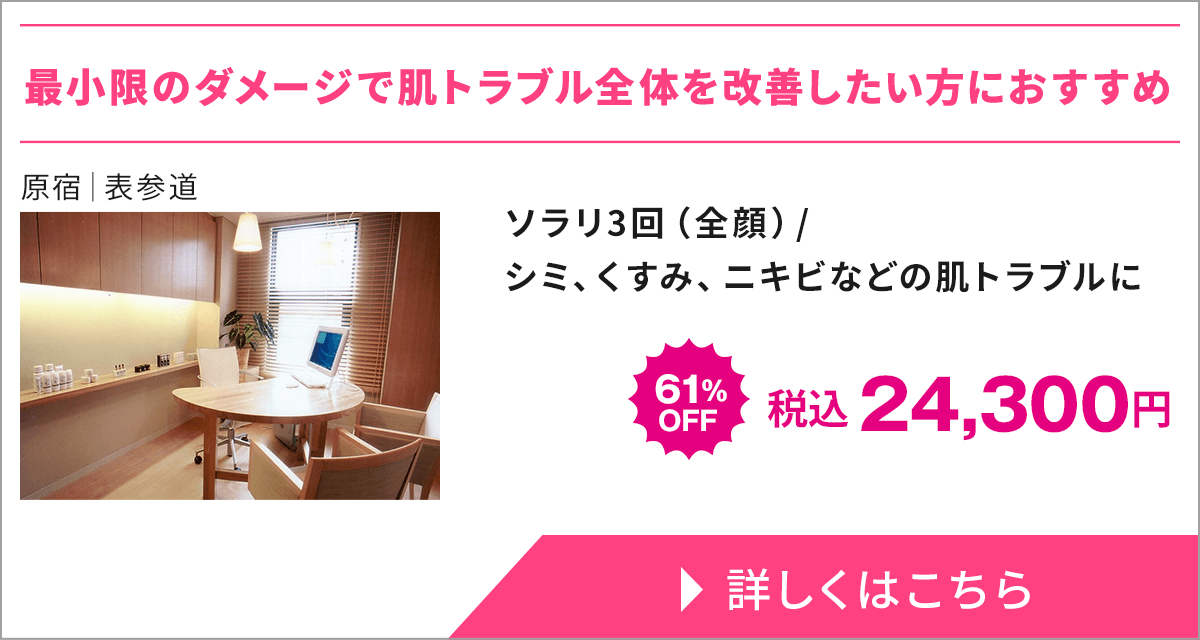 最小限のダメージで肌トラブル全体を改善したい方におすすめ
原宿｜表参道
ソラリ3回（全顔）/
シミ、くすみ、ニキビなどの肌トラブルに
61%
OFF
税込 24,300円
詳しくはこちら